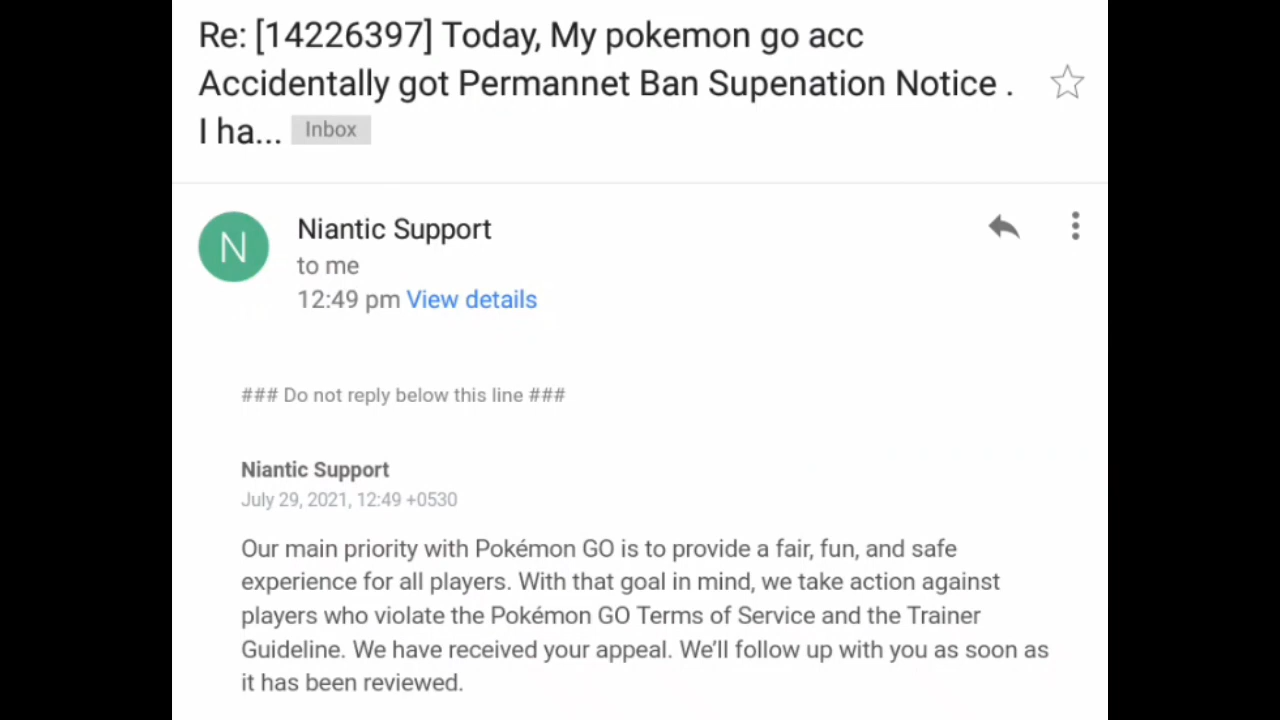 Re: [14226397] Today, My pokemon go acc
Accidentally got Permannet Ban Supenation Notice .
I ha... Inbox
N
Niantic Support
to me
12:49 pm View details
### Do not reply below this line ###
Niantic Support
July 29, 2021, 12:49 +0530
Our main priority with Pokémon GO is to provide a fair, fun, and safe
experience for all players. With that goal in mind, we take action against
players who violate the Pokémon GO Terms of Service and the Trainer
Guideline. We have received your appeal. We’ll follow up with you as soon as
it has been reviewed.